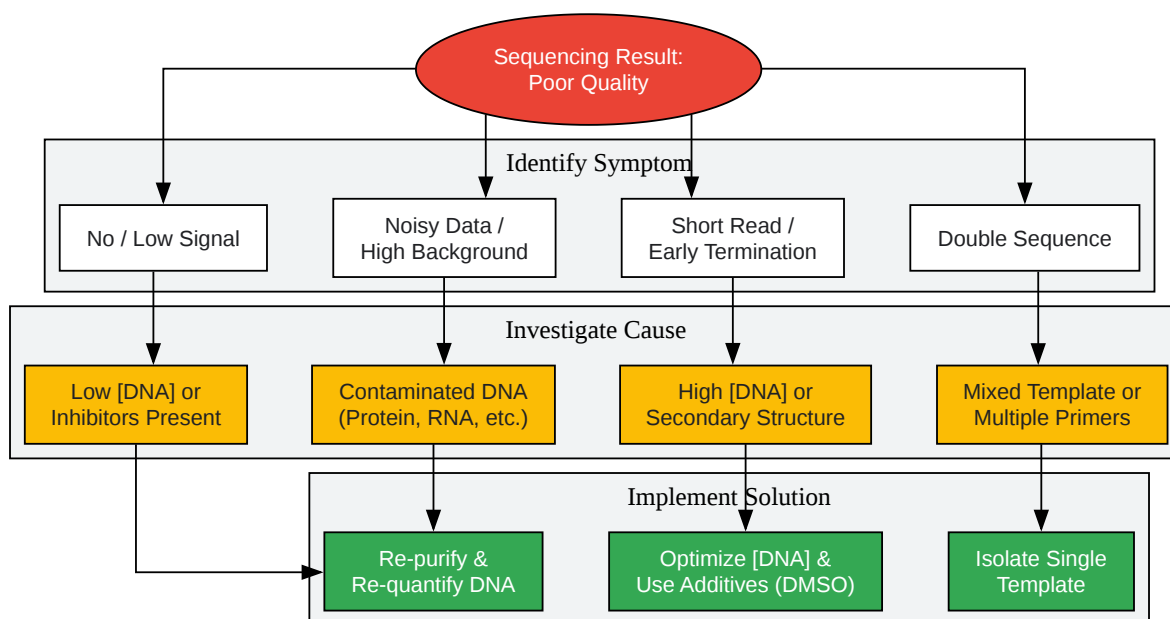 Sequencing Result:
Poor Quality
Identify Symptom
No / Low Signal
Noisy Data /
High Background
Short Read /
Early Termination
Double Sequence
Investigate Cause
Low [DNA] or
Inhibitors Present
Contaminated DNA
(Protein, RNA, etc.)
High [DNA] or
Secondary Structure
Mixed Template or
Multiple Primers
Implement Solution
Re-purify &
Re-quantify DNA
Optimize [DNA] &
Use Additives (DMSO)
Isolate Single
Template